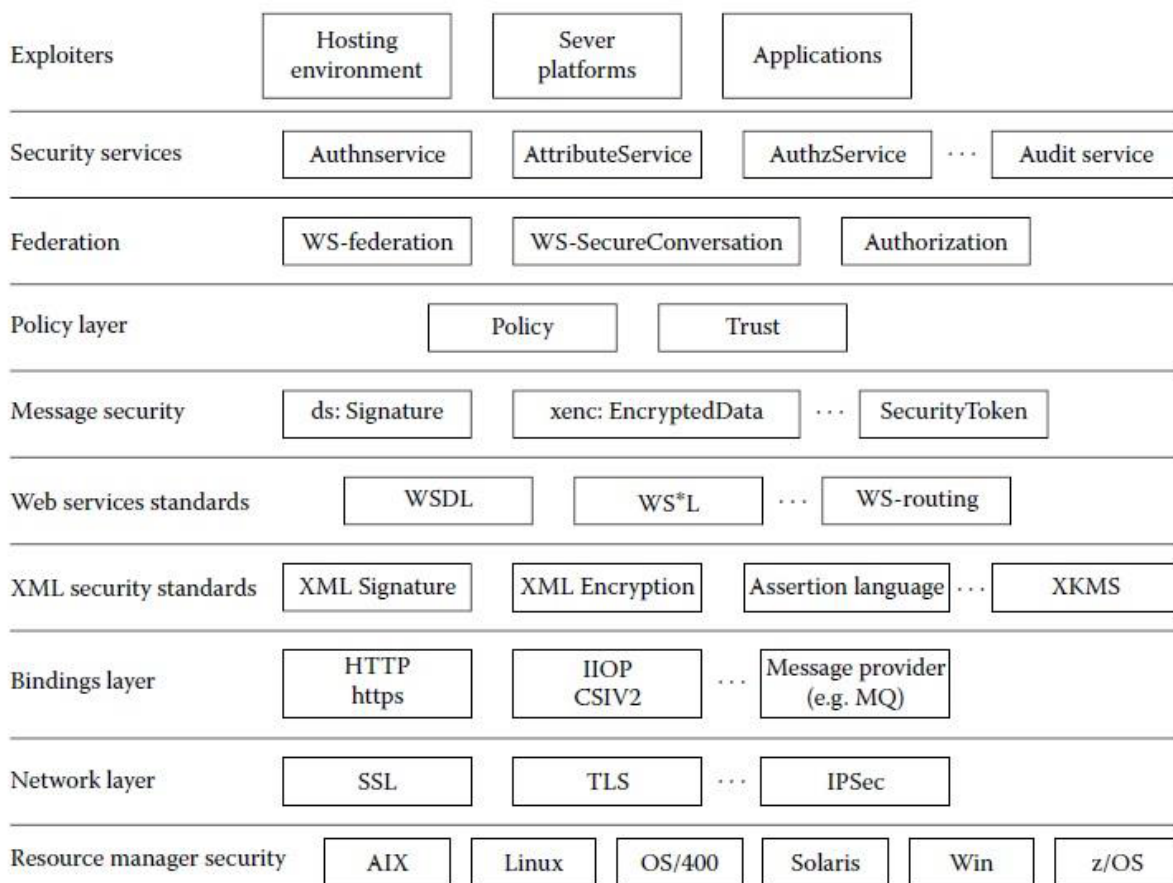 Exploiters
Hosting environment
Sever platforms
Applications
Security services
Authnservice
AttributeService
AuthzService
...
Audit service
Federation
WS-federation
WS-SecureConversation
Authorization
Policy layer
Policy
Trust
Message security
ds: Signature
xenc: EncryptedData
...
SecurityToken
Web services standards
WSDL
WS*L
...
WS-routing
XML security standards
XML Signature
XML Encryption
Assertion language
...
XKMS
Bindings layer
HTTP
https
IIOP
CSIV2
...
Message provider
(e.g. MQ)
Network layer
SSL
TLS
...
IPSec
Resource manager security
AIX
Linux
OS/400
Solaris
Win
z/OS